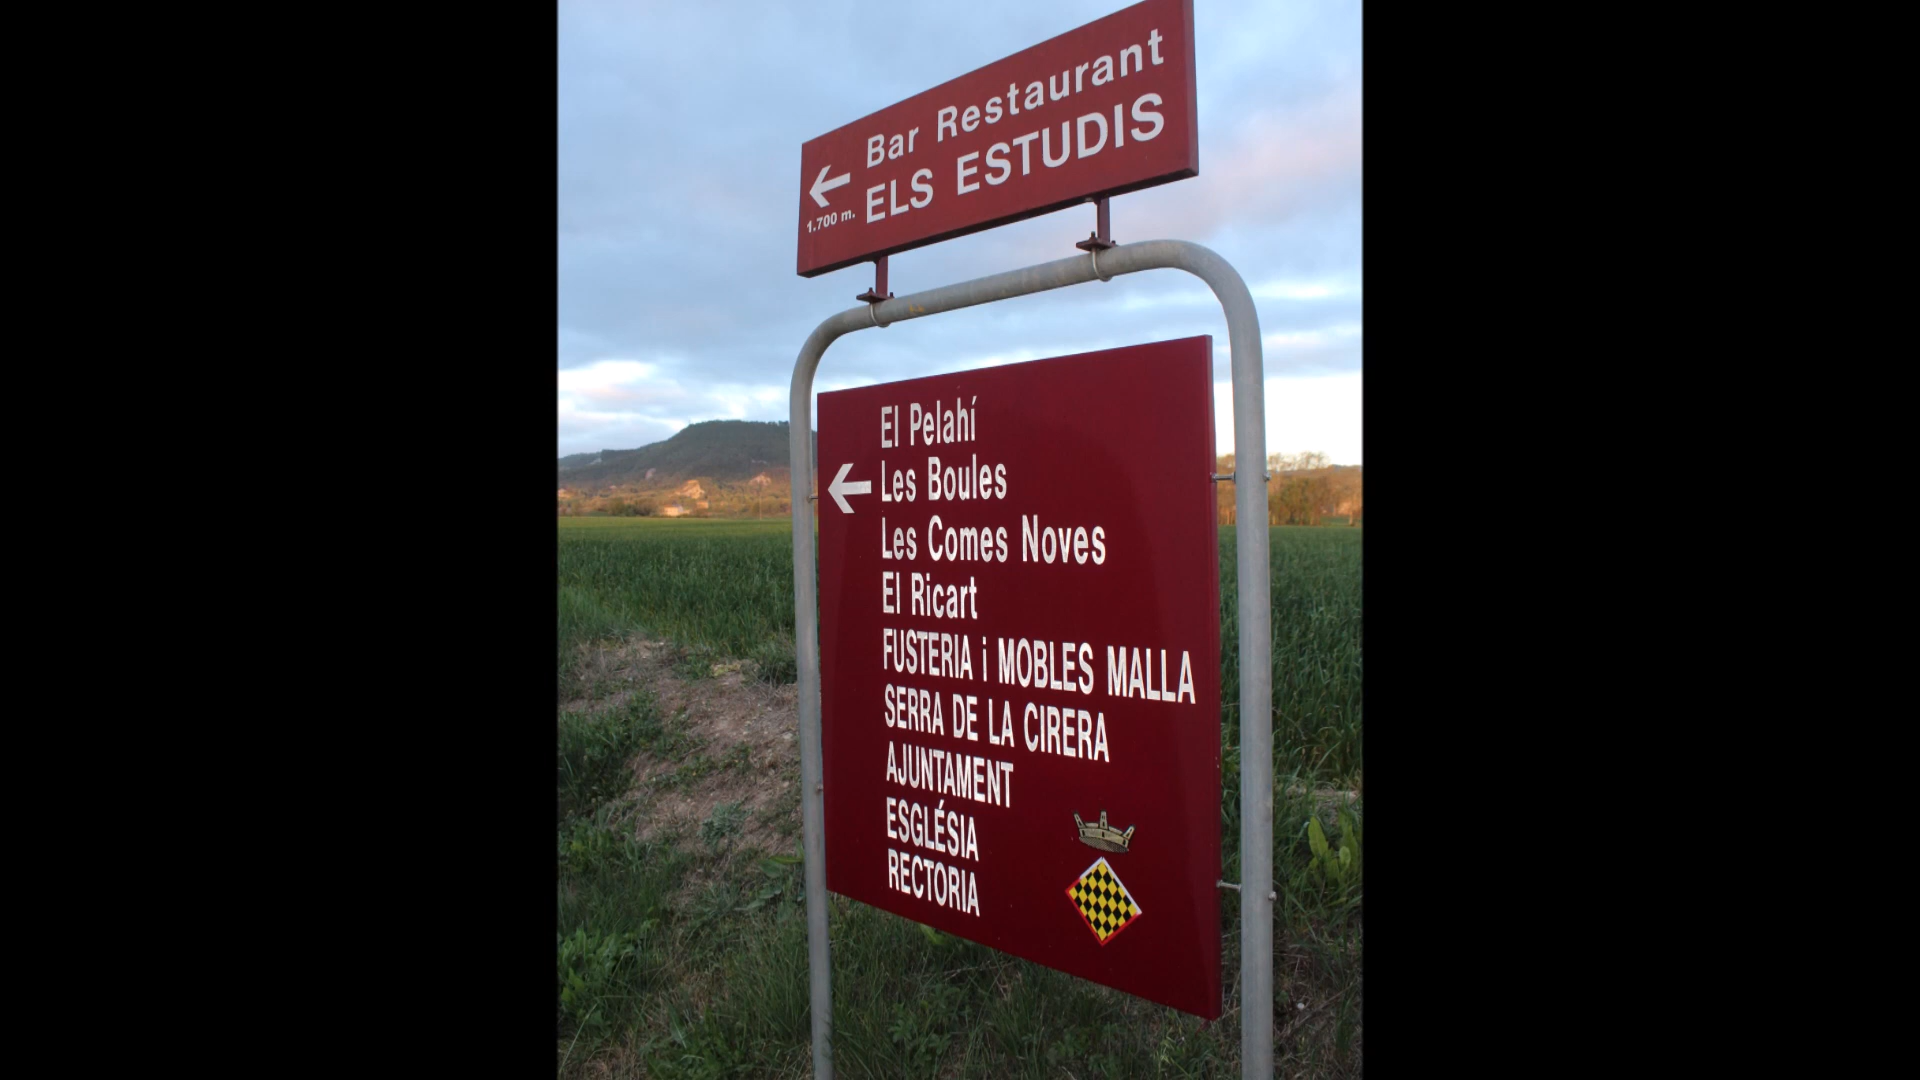 Bar Restaurant
ELS ESTUDIS
1.700 m.
El Pelahí
Les Boules
Les Comes Noves
El Ricart
FUSTERIA i MOBLES MALLA
SERRA DE LA CIRERA
AJUNTAMENT
ESGLÉSIA
RECTORIA